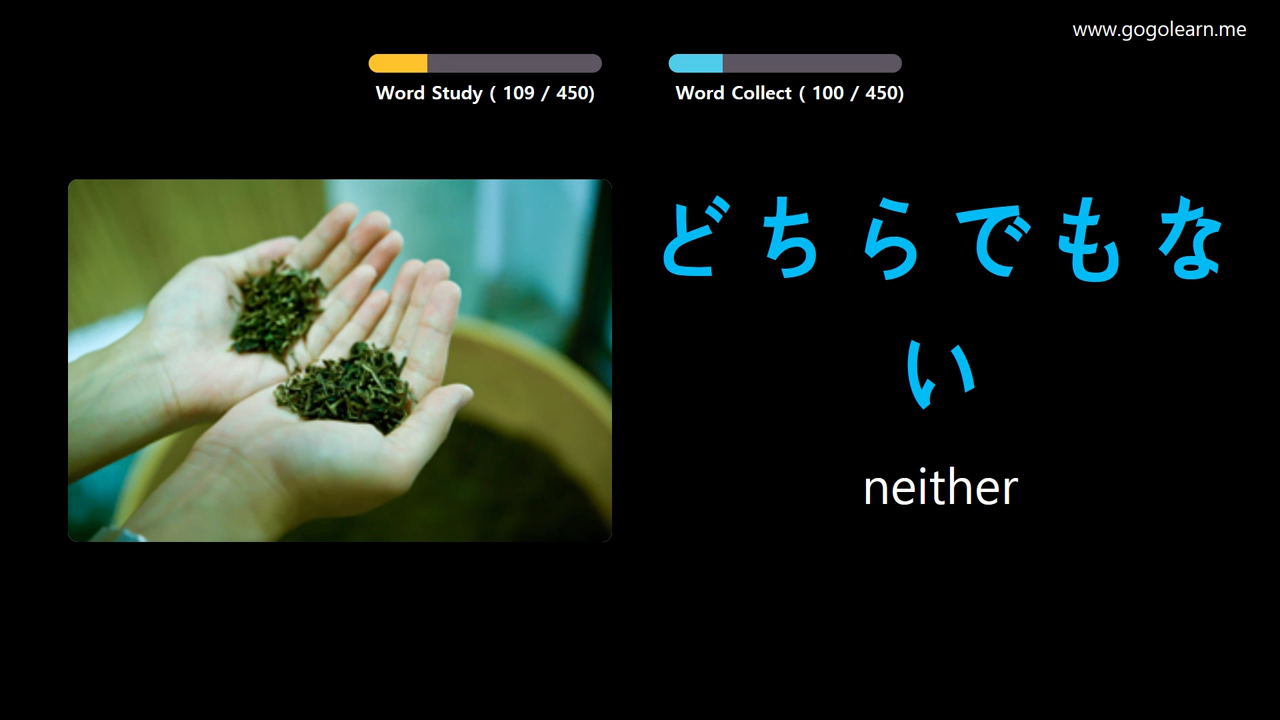 www.gogolearn.me
Word Study ( 109 / 450)
Word Collect ( 100 / 450)
どちらでもな
い
neither